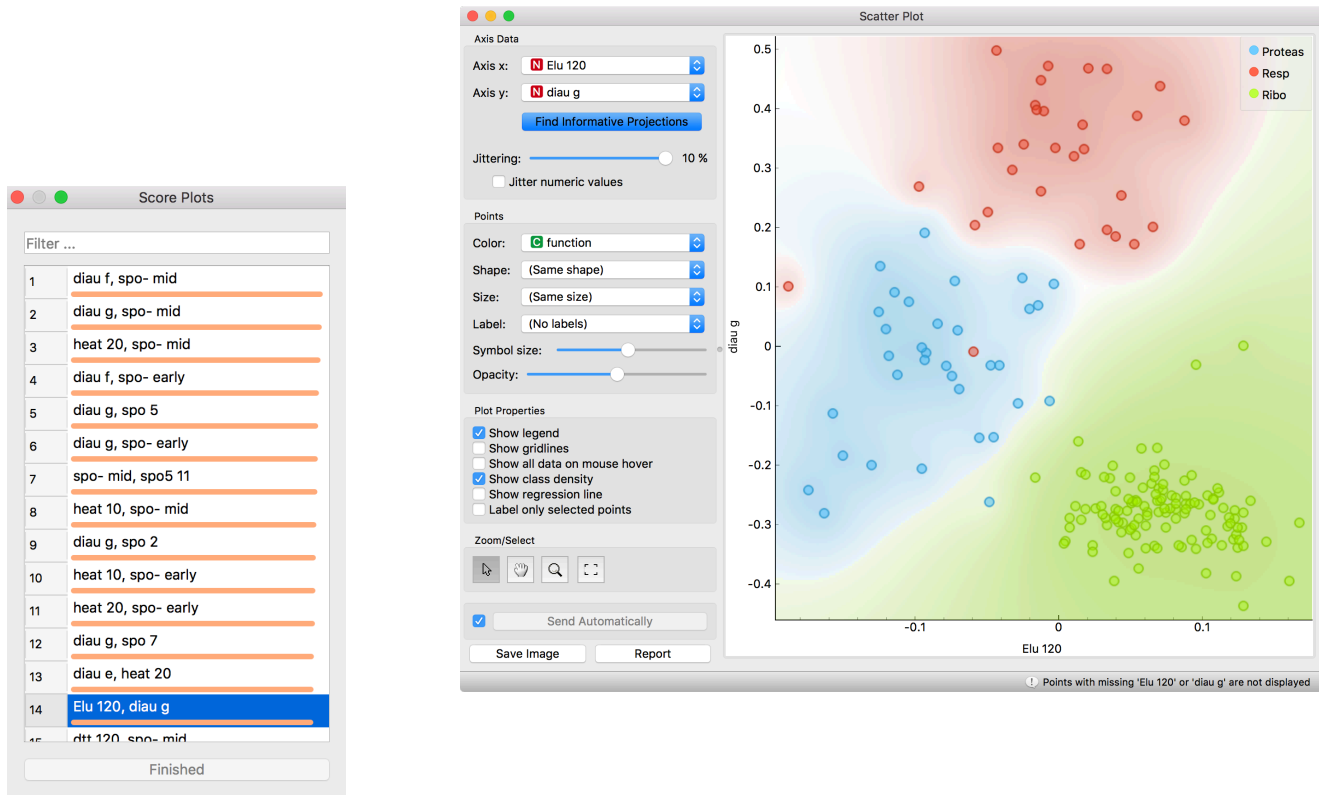 Score Plots
Filter ...
1 diau f, spo- mid
2 diau g, spo- mid
3 heat 20, spo- mid
4 diau f, spo- early
5 diau g, spo 5
6 diau g, spo- early
7 spo- mid, spo5 11
8 heat 10, spo- mid
9 diau g, spo 2
10 heat 10, spo- early
11 heat 20, spo- early
12 diau g, spo 7
13 diau e, heat 20
14 Elu 120, diau g
15 dtt 120, spo- mid
Finished
Scatter Plot
Axis Data
Axis x: N Elu 120
Axis y: N diau g
Find Informative Projections
Jittering: 10 %
Jitter numeric values
Points
Color: C function
Shape: (Same shape)
Size: (Same size)
Label: (No labels)
Symbol size:
Opacity:
Plot Properties
Show legend
Show gridlines
Show all data on mouse hover
Show class density
Show regression line
Label only selected points
Zoom/Select
Send Automatically
Save Image Report
diau g
0.5
0.4
0.3
0.2
0.1
0
-0.1
-0.2
-0.3
-0.4
-0.1 0 0.1
Elu 120
Proteas
Resp
Ribo
! Points with missing 'Elu 120' or 'diau g' are not displayed